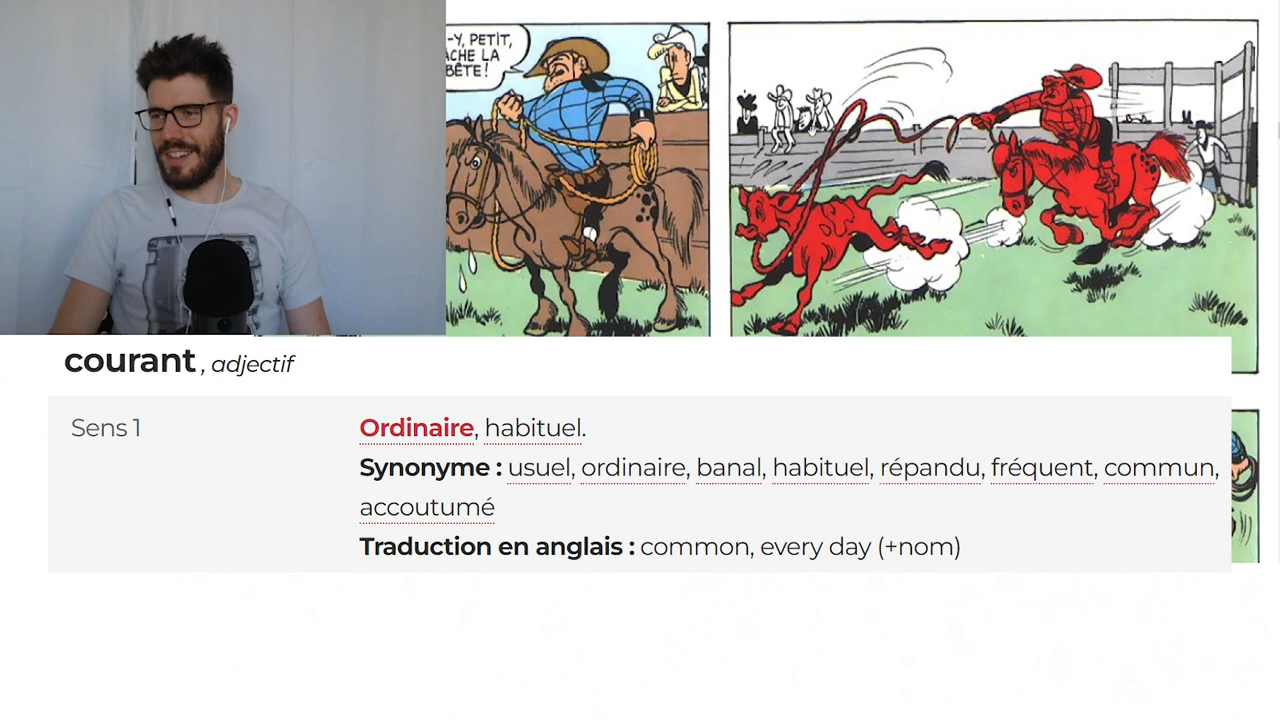 -Y, PETIT,
ACHE LA
BÊTE !
courant , adjectif
Sens 1
Ordinaire, habituel.
Synonyme : usuel, ordinaire, banal, habituel, répandu, fréquent, commun,
accoutumé
Traduction en anglais : common, every day (+nom)